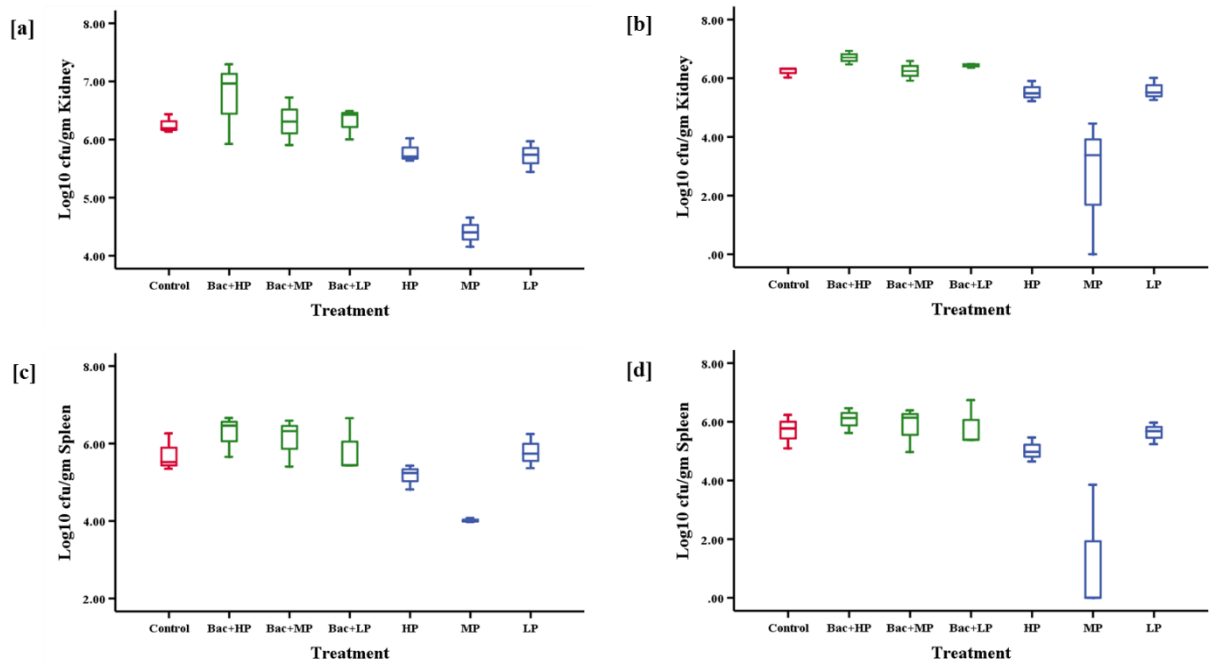 [a]
Log10 cfu/gm Kidney
8.00
7.00
6.00
5.00
4.00
Control Bac+HP Bac+MP Bac+LP HP MP LP
Treatment
[b]
Log10 cfu/gm Kidney
8.00
6.00
4.00
2.00
.00
Control Bac+HP Bac+MP Bac+LP HP MP LP
Treatment
[c]
Log10 cfu/gm Spleen
8.00
6.00
4.00
2.00
Control Bac+HP Bac+MP Bac+LP HP MP LP
Treatment
[d]
Log10 cfu/gm Spleen
8.00
6.00
4.00
2.00
.00
Control Bac+HP Bac+MP Bac+LP HP MP LP
Treatment